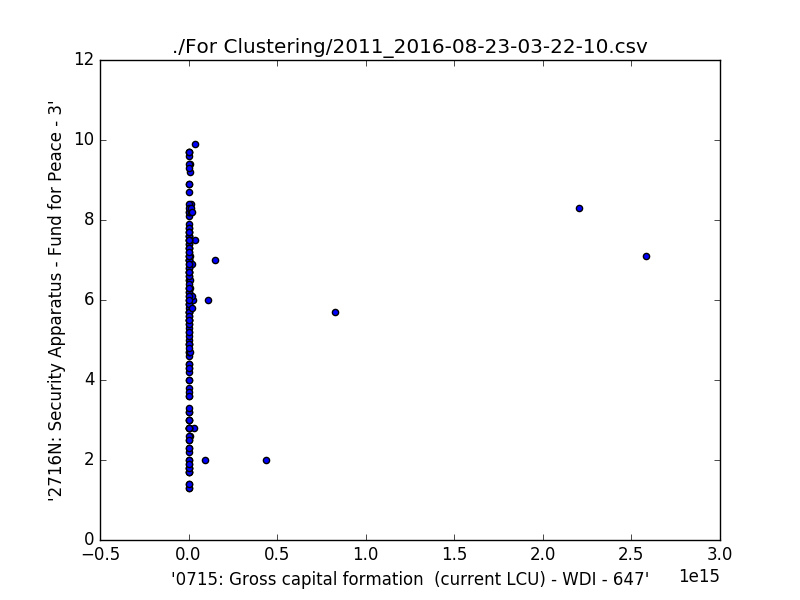 ./For Clustering/2011_2016-08-23-03-22-10.csv
12
10
8
6
4
2
0
'2716N: Security Apparatus - Fund for Peace - 3'
−0.5 0.0 0.5 1.0 1.5 2.0 2.5 3.0
1e15
'0715: Gross capital formation  (current LCU) - WDI - 647'